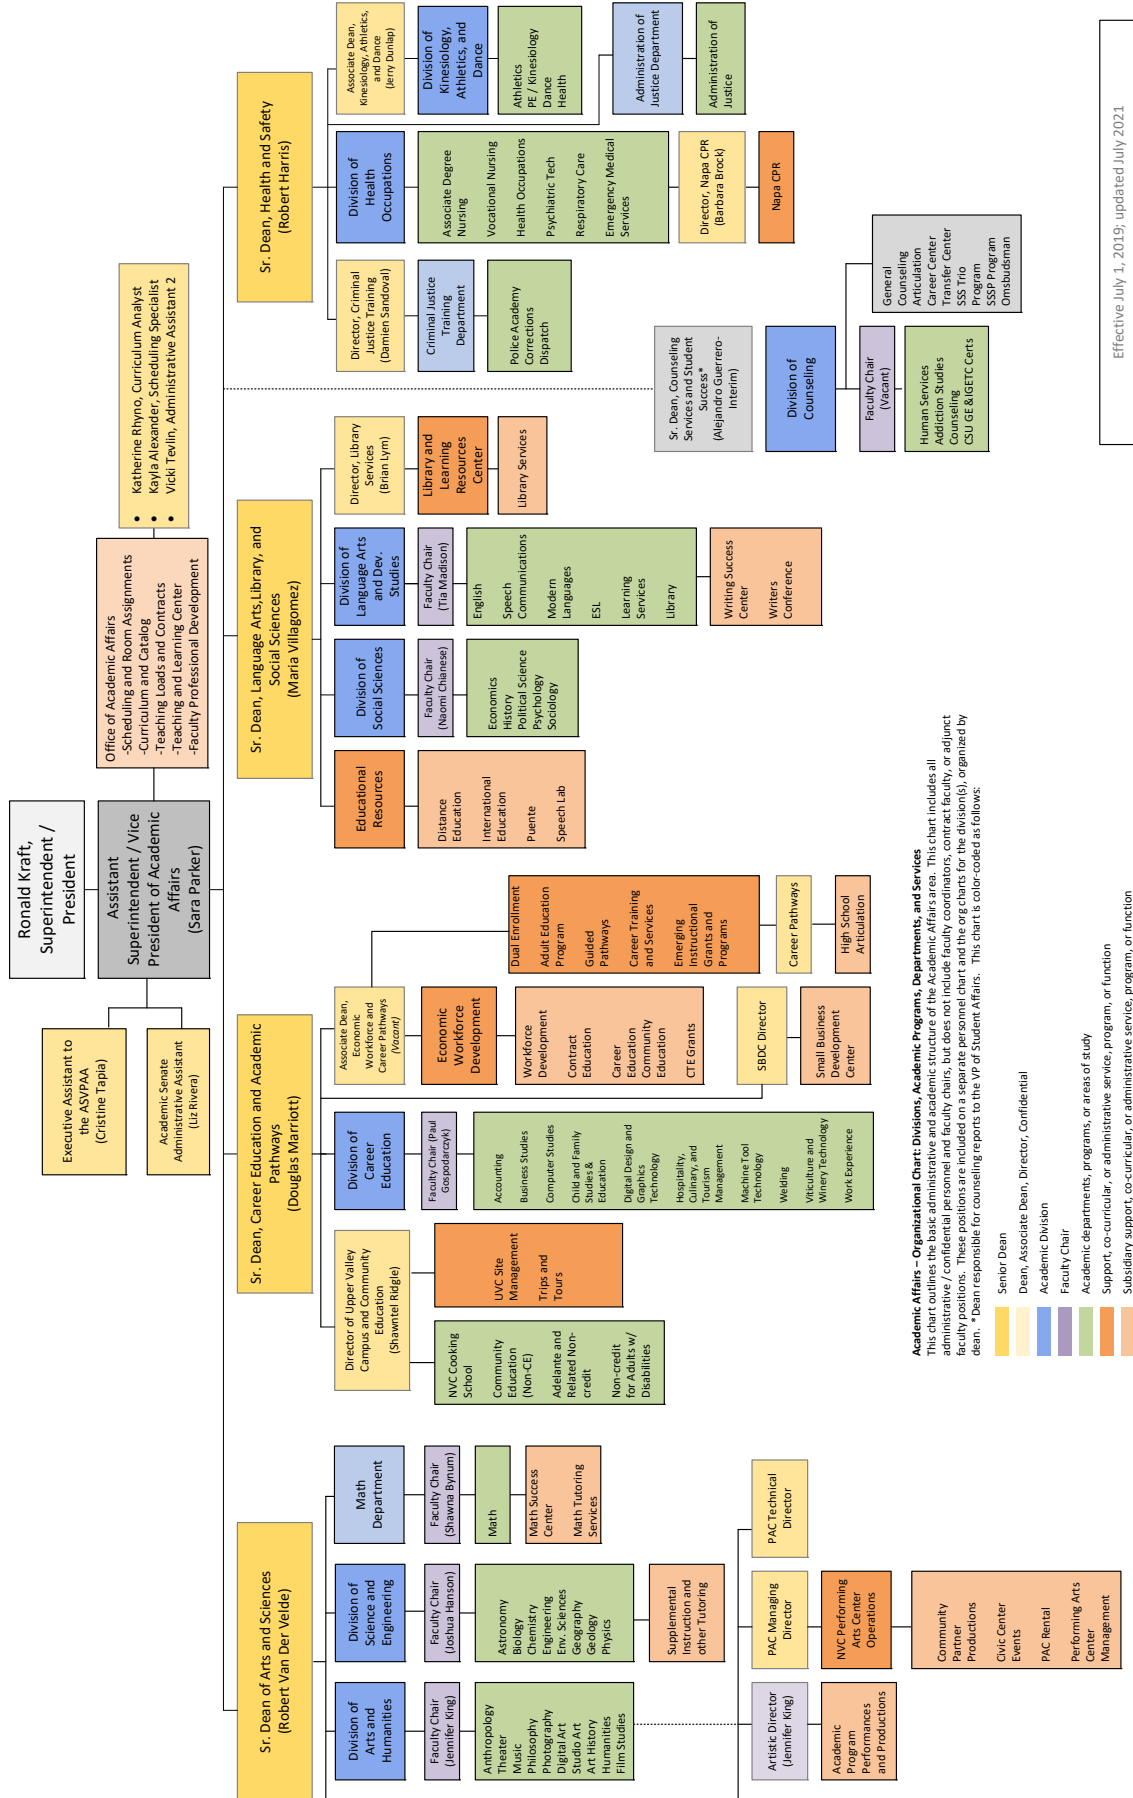 Ronald Kraft,
Superintendent /
President
Assistant
Superintendent / Vice
President of Academic
Affairs
(Sara Parker)
Executive Assistant to
the ASVPAA
(Cristine Tapia)
Academic Senate
Administrative Assistant
(Liz Rivera)
Office of Academic Affairs
-Scheduling and Room Assignments
-Curriculum and Catalog
-Teaching Loads and Contracts
-Teaching and Learning Center
-Faculty Professional Development
• Katherine Rhyno, Curriculum Analyst
• Kayla Alexander, Scheduling Specialist
• Vicki Tevlin, Administrative Assistant 2
Sr. Dean of Arts and Sciences
(Robert Van Der Velde)
Division of
Arts and
Humanities
Faculty Chair
(Jennifer King)
Anthropology
Theater
Music
Philosophy
Photography
Digital Art
Studio Art
Art History
Humanities
Film Studies
Division of
Science and
Engineering
Faculty Chair
(Joshua Hanson)
Astronomy
Biology
Chemistry
Engineering
Env. Sciences
Geography
Geology
Physics
Supplemental
Instruction and
other Tutoring
Math
Department
Faculty Chair
(Shawna Bynum)
Math
Math Success
Center
Math Tutoring
Services
Artistic Director
(Jennifer King)
Academic
Program
Performances
and Productions
PAC Managing
Director
NVC Performing
Arts Center
Operations
Community
Partner
Productions
Civic Center
Events
PAC Rental
Performing Arts
Center
Management
PAC Technical
Director
Sr. Dean, Career Education and Academic
Pathways
(Douglas Marriott)
Director of Upper Valley
Campus and Community
Education
(Shawntel Ridgle)
NVC Cooking
School
Community
Education
(Non-CE)
Adelante and
Related Non-
credit
Non-credit
for Adults w/
Disabilities
UVC Site
Management
Trips and
Tours
Division of
Career
Education
Faculty Chair (Paul
Gospodarczyk)
Accounting
Business Studies
Computer Studies
Child and Family
Studies &
Education
Digital Design and
Graphics
Technology
Hospitality,
Culinary, and
Tourism
Management
Machine Tool
Technology
Welding
Viticulture and
Winery Technology
Work Experience
Associate Dean,
Economic
Workforce and
Career Pathways
(Vacant)
Economic
Workforce
Development
Workforce
Development
Contract
Education
Career
Education
Community
Education
CTE Grants
SBDC Director
Small Business
Development
Center
Dual Enrollment
Adult Education
Program
Guided
Pathways
Career Training
and Services
Emerging
Instructional
Grants and
Programs
Career Pathways
High School
Articulation
Sr. Dean, Language Arts, Library, and
Social Sciences
(Maria Villagomez)
Educational
Resources
Distance
Education
International
Education
Puente
Speech Lab
Division of
Social Sciences
Faculty Chair
(Naomi Chianese)
Economics
History
Political Science
Psychology
Sociology
Division of
Language Arts
and Dev.
Studies
Faculty Chair
(Tia Madison)
English
Speech
Communications
Modern
Languages
ESL
Learning
Services
Library
Writing Success
Center
Writers
Conference
Director, Library
Services
(Brian Lym)
Library and
Learning
Resources
Center
Library Services
Sr. Dean, Health and Safety
(Robert Harris)
Director, Criminal
Justice Training
(Damien Sandoval)
Criminal Justice
Training
Department
Police Academy
Corrections
Dispatch
Division of
Health
Occupations
Associate Degree
Nursing
Vocational Nursing
Health Occupations
Psychiatric Tech
Respiratory Care
Emergency Medical
Services
Director, Napa CPR
(Barbara Brock)
Napa CPR
Associate Dean,
Kinesiology, Athletics,
and Dance
(Jerry Dunlap)
Division of
Kinesiology,
Athletics, and
Dance
Athletics
PE / Kinesiology
Dance
Health
Administration of
Justice Department
Administration of
Justice
Sr. Dean, Counseling
Services and Student
Success*
(Alejandro Guerrero-
Interim)
Division of
Counseling
Faculty Chair
(Vacant)
Human Services
Addiction Studies
Counseling
CSU GE &IGETC Certs
General
Counseling
Articulation
Career Center
Transfer Center
SSS Trio
Program
SSSP Program
Omsbudsman
Academic Affairs – Organizational Chart: Divisions, Academic Programs, Departments, and Services
This chart outlines the basic administrative and academic structure of the Academic Affairs area. This chart includes all
administrative / confidential personnel and faculty chairs, but does not include faculty coordinators, contract faculty, or adjunct
faculty positions. These positions are included on a separate personnel chart and the org charts for the division(s), organized by
dean. *Dean responsible for counseling reports to the VP of Student Affairs. This chart is color-coded as follows:
Senior Dean
Dean, Associate Dean, Director, Confidential
Academic Division
Faculty Chair
Academic departments, programs, or areas of study
Support, co-curricular, or administrative service, program, or function
Subsidiary support, co-curricular, or administrative service, program, or function
Effective July 1, 2019; updated July 2021